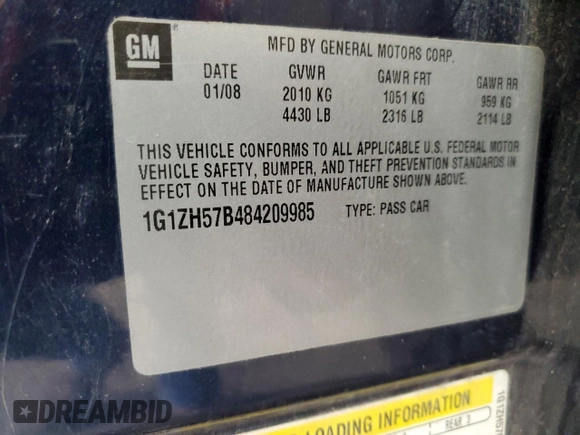 GM
MFD BY GENERAL MOTORS CORP.
DATE GVWR GAWR FRT GAWR RR
01/08 2010 KG 1051 KG 959 KG
4430 LB 2316 LB 2114 LB
THIS VEHICLE CONFORMS TO ALL APPLICABLE U.S. FEDERAL MOTOR
VEHICLE SAFETY, BUMPER, AND THEFT PREVENTION STANDARDS IN
EFFECT ON THE DATE OF MANUFACTURE SHOWN ABOVE.
1G1ZH57B484209985 TYPE: PASS CAR
LOADING INFORMATION
REAR 3
1G1ZH57
DREAMBID